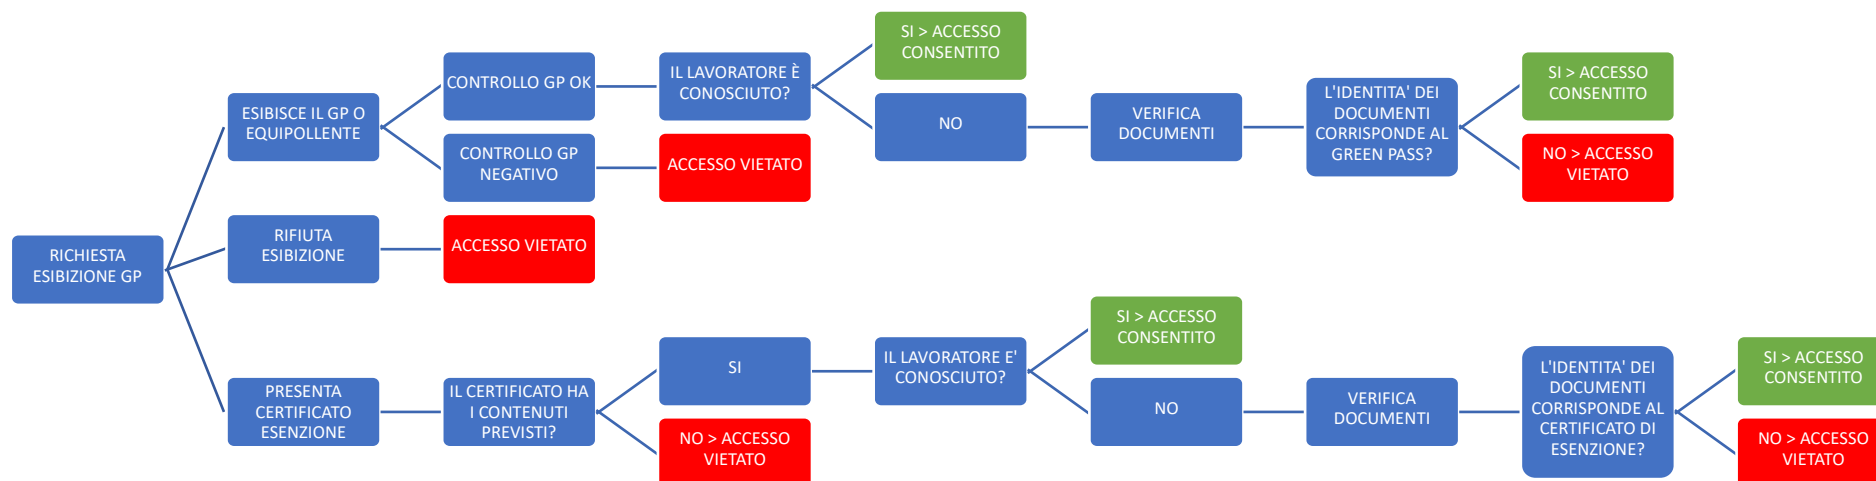 RICHIESTA
ESIBIZIONE GP
ESIBISCE IL GP O
EQUIPOLLENTE
CONTROLLO GP OK
IL LAVORATORE È
CONOSCIUTO?
SI > ACCESSO
CONSENTITO
NO
VERIFICA
DOCUMENTI
L'IDENTITA' DEI
DOCUMENTI
CORRISPONDE AL
GREEN PASS?
SI > ACCESSO
CONSENTITO
NO > ACCESSO
VIETATO
CONTROLLO GP
NEGATIVO
ACCESSO VIETATO
RIFIUTA
ESIBIZIONE
ACCESSO VIETATO
PRESENTA
CERTIFICATO
ESENZIONE
IL CERTIFICATO HA
I CONTENUTI
PREVISTI?
SI
IL LAVORATORE E'
CONOSCIUTO?
SI > ACCESSO
CONSENTITO
NO
VERIFICA
DOCUMENTI
L'IDENTITA' DEI
DOCUMENTI
CORRISPONDE AL
CERTIFICATO DI
ESENZIONE?
SI > ACCESSO
CONSENTITO
NO > ACCESSO
VIETATO
NO > ACCESSO
VIETATO